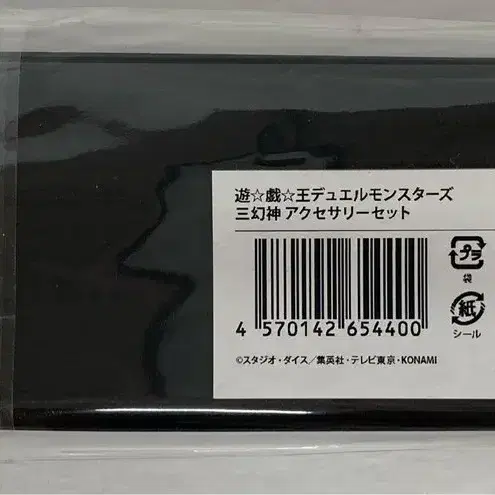 遊☆戯☆王デュエルモンスターズ
三幻神 アクセサリーセット
プラ
袋
紙
シール
4 570142 654400
©スタジオ・ダイス／集英社・テレビ東京・KONAMI